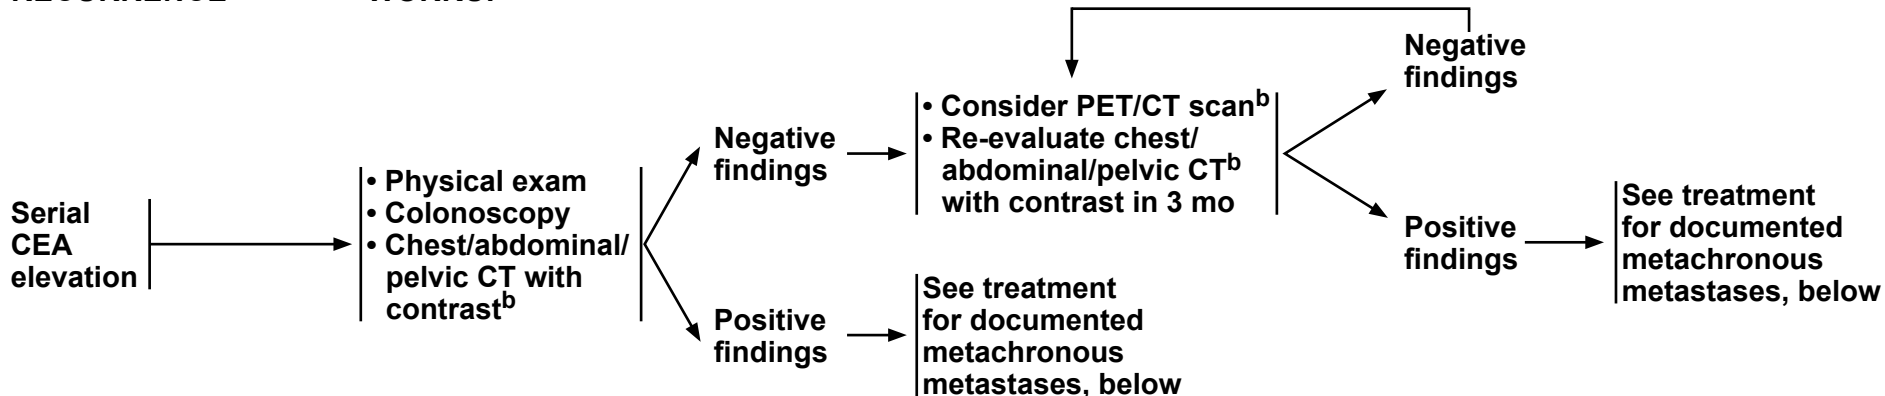 Serial
CEA
elevation
• Physical exam
• Colonoscopy
• Chest/abdominal/
pelvic CT with
contrastb
Negative
findings
• Consider PET/CT scanb
• Re-evaluate chest/
abdominal/pelvic CTb
with contrast in 3 mo
Negative
findings
Positive
findings
See treatment
for documented
metachronous
metastases, below
Positive
findings
See treatment
for documented
metachronous
metastases, below